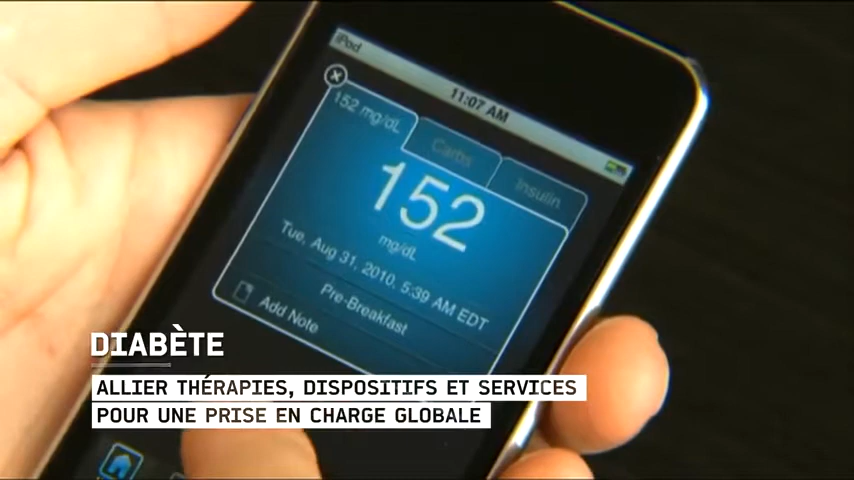 iPod
11:07 AM
152 mg/dL
Carbs
Insulin
152
mg/dL
Tue, Aug 31, 2010, 5:39 AM EDT
Pre-Breakfast
Add Note
DIABÈTE
ALLIER THÉRAPIES, DISPOSITIFS ET SERVICES
POUR UNE PRISE EN CHARGE GLOBALE